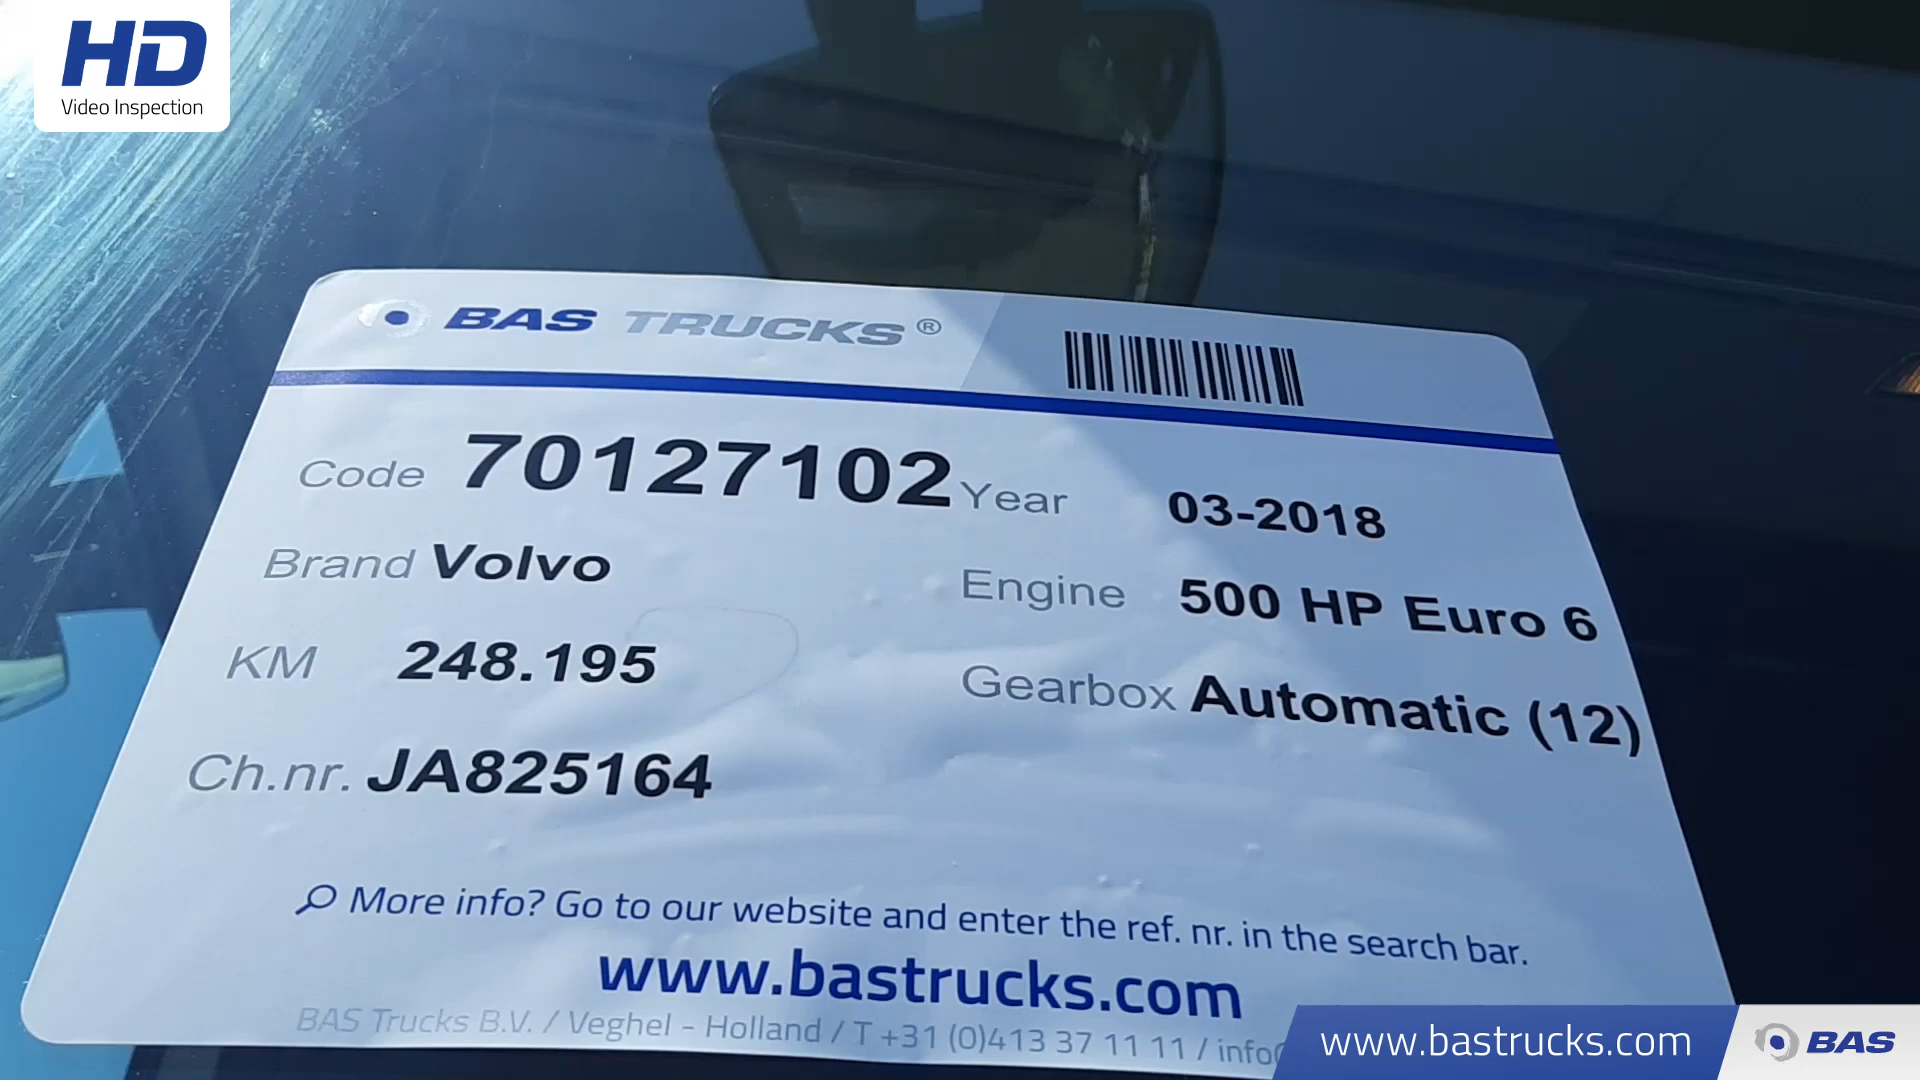 HD
Video Inspection
BAS TRUCKS®
Code 70127102 Year 03-2018
Brand Volvo Engine 500 HP Euro 6
KM 248.195 Gearbox Automatic (12)
Ch.nr. JA825164
More info? Go to our website and enter the ref. nr. in the search bar.
www.bastrucks.com
BAS Trucks B.V. / Veghel - Holland / T +31 (0)413 37 11 11 / info
www.bastrucks.com BAS